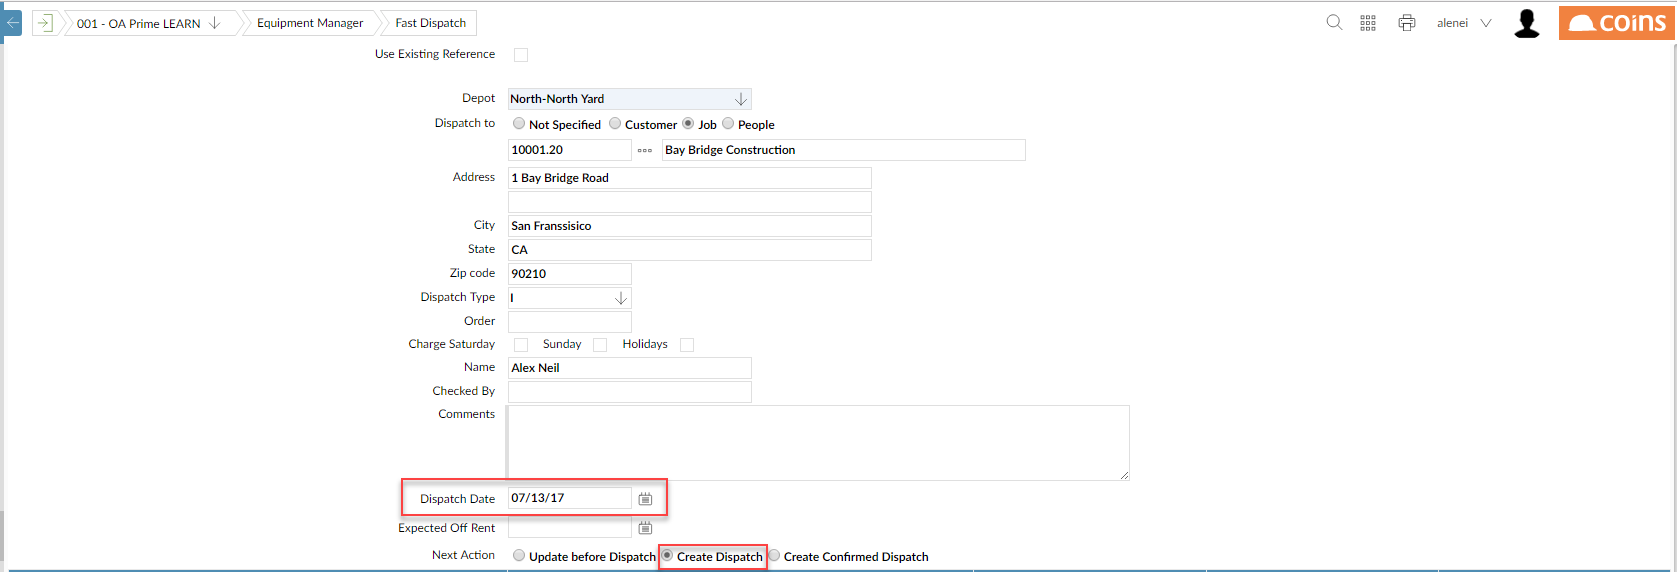 001 - OA Prime LEARN Equipment Manager Fast Dispatch alenei coins
Use Existing Reference
Depot North-North Yard
Dispatch to Not Specified Customer Job People
10001.20 Bay Bridge Construction
Address 1 Bay Bridge Road
City San Franssisico
State CA
Zip code 90210
Dispatch Type I
Order
Charge Saturday Sunday Holidays
Name Alex Neil
Checked By
Comments
Dispatch Date 07/13/17
Expected Off Rent
Next Action Update before Dispatch Create Dispatch Create Confirmed Dispatch